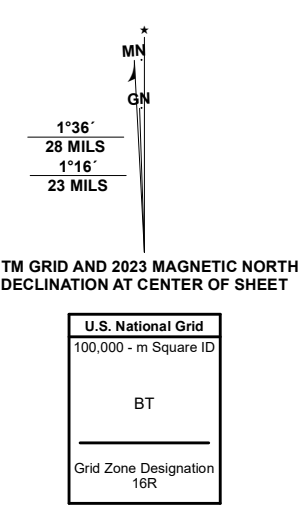 ★
MN
GN
1°36´
28 MILS
1°16´
23 MILS
TM GRID AND 2023 MAGNETIC NORTH
DECLINATION AT CENTER OF SHEET
U.S. National Grid
100,000 - m Square ID
BT
Grid Zone Designation
16R